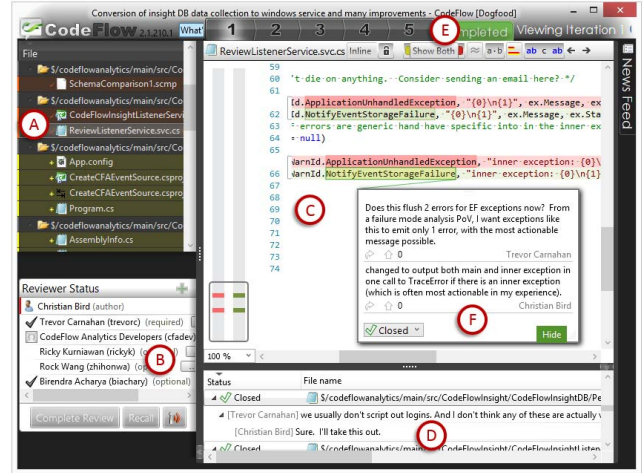 Conversion of insight DB data collection to windows service and many improvements - CodeFlow [Dogfood]
CodeFlow 2.1,210.1 What'
1 2 3 4 5 E mpleted Viewing Iteration 1
File
ReviewListenerService.svc.cs Inline Show Both a·b ab c ab
News Feed
$/codeflowanalytics/main/src/Co
SchemaComparison1.scmp
$/codeflowanalytics/main/src/Co
A
CodeFlowInsightListenerServi
ReviewListenerService.svc.cs
$/codeflowanalytics/main/src/Co
+ App.config
+ CreateCFAEventSource.cspro
+ CreateCFAEventSource.cs
+ Program.cs
$/codeflowanalytics/main/src/Co
+ AssemblyInfo.cs
59
60 't die on anything. Consider sending an email here? */
61
[d.ApplicationUnhandledException, "{0}\n{1}", ex.Message, ex
62 [d.NotifyEventStorageFailure, "{0}\n{1}", ex.Message, ex.Sta
63 = errors are generic hand have specific into in the inner ex
64 = null)
65
WarnId.ApplicationUnhandledException, "inner exception: {0}\
66 WarnId.NotifyEventStorageFailure, "inner exception: {0}\n{1}
67
68
69
70
71
72
73
74
C
Does this flush 2 errors for EF exceptions now? From
a failure mode analysis PoV, I want exceptions like
this to emit only 1 error, with the most actionable
message possible.
0 Trevor Carnahan
changed to output both main and inner exception in
one call to TraceError if there is an inner exception
(which is often most actionable in my experience).
0 Christian Bird
F
Closed Hide
100 %
Reviewer Status
Christian Bird (author)
Trevor Carnahan (trevorc) (required)
CodeFlow Analytics Developers (cfadev)
Ricky Kurniawan (rickyk)
Rock Wang (zhihonwa)
B
Birendra Acharya (biachary) (optional)
Complete Review Recall
Status File name
Closed $/codeflowanalytics/main/src/CodeFlowInsight/CodeFlowInsightDB/Pe
[Trevor Carnahan] we usually don't script out logins. And I don't think any of these are actually
[Christian Bird] Sure. I'll take this out.
D
Closed $/codeflowanalytics/main/src/CodeFlowInsight/CodeFlowInsightListen